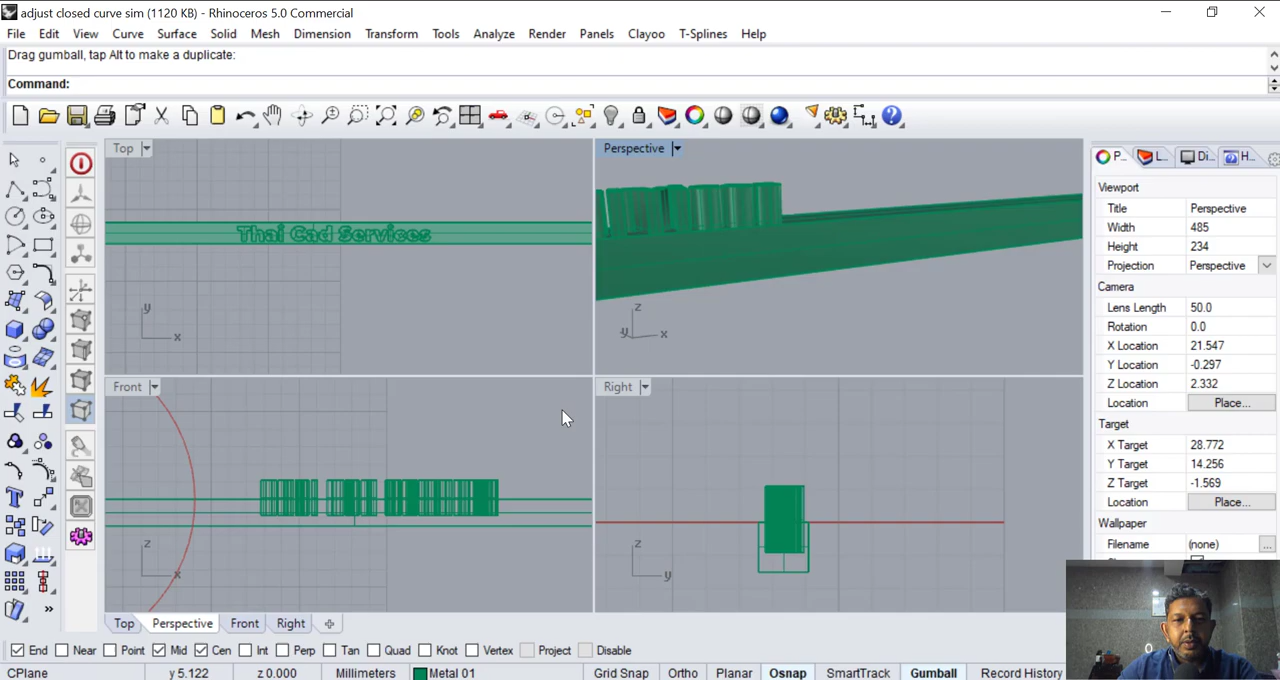 adjust closed curve sim (1120 KB) - Rhinoceros 5.0 Commercial
File Edit View Curve Surface Solid Mesh Dimension Transform Tools Analyze Render Panels Clayoo T-Splines Help
Drag gumball, tap Alt to make a duplicate:
Command:
P... L... Di... H...
Top
Perspective
Thai Cad Services
y
x
z
y
x
Front
Right
z
x
z
y
Viewport
Title Perspective
Width 485
Height 234
Projection Perspective
Camera
Lens Length 50.0
Rotation 0.0
X Location 21.547
Y Location -0.297
Z Location 2.332
Location Place...
Target
X Target 28.772
Y Target 14.256
Z Target -1.569
Location Place...
Wallpaper
Filename (none) ...
Top Perspective Front Right
End Near Point Mid Cen Int Perp Tan Quad Knot Vertex Project Disable
CPlane y 5.122 z 0.000 Millimeters Metal 01 Grid Snap Ortho Planar Osnap SmartTrack Gumball Record History